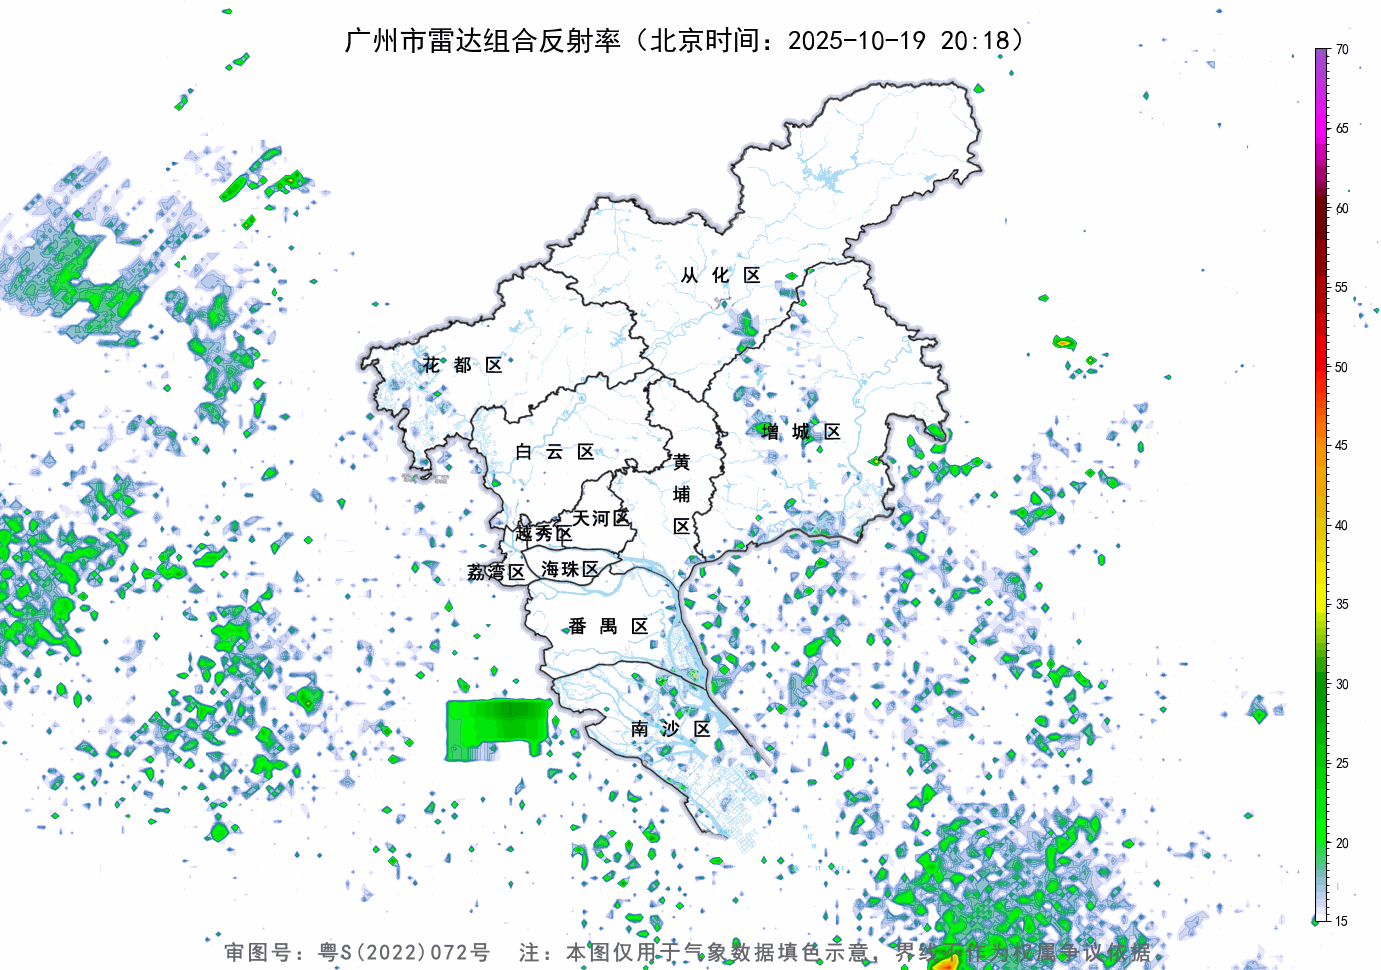 广州市雷达组合反射率（北京时间：2025-10-19 20:18）
70
65
60
55
50
45
40
35
30
25
20
15
从化区
花都区
增城区
白云区
黄埔区
天河区
越秀区
荔湾区
海珠区
番禺区
南沙区
审图号：粤S(2022)072号 注：本图仅用于气象数据填色示意，界线不作为权属争议依据。